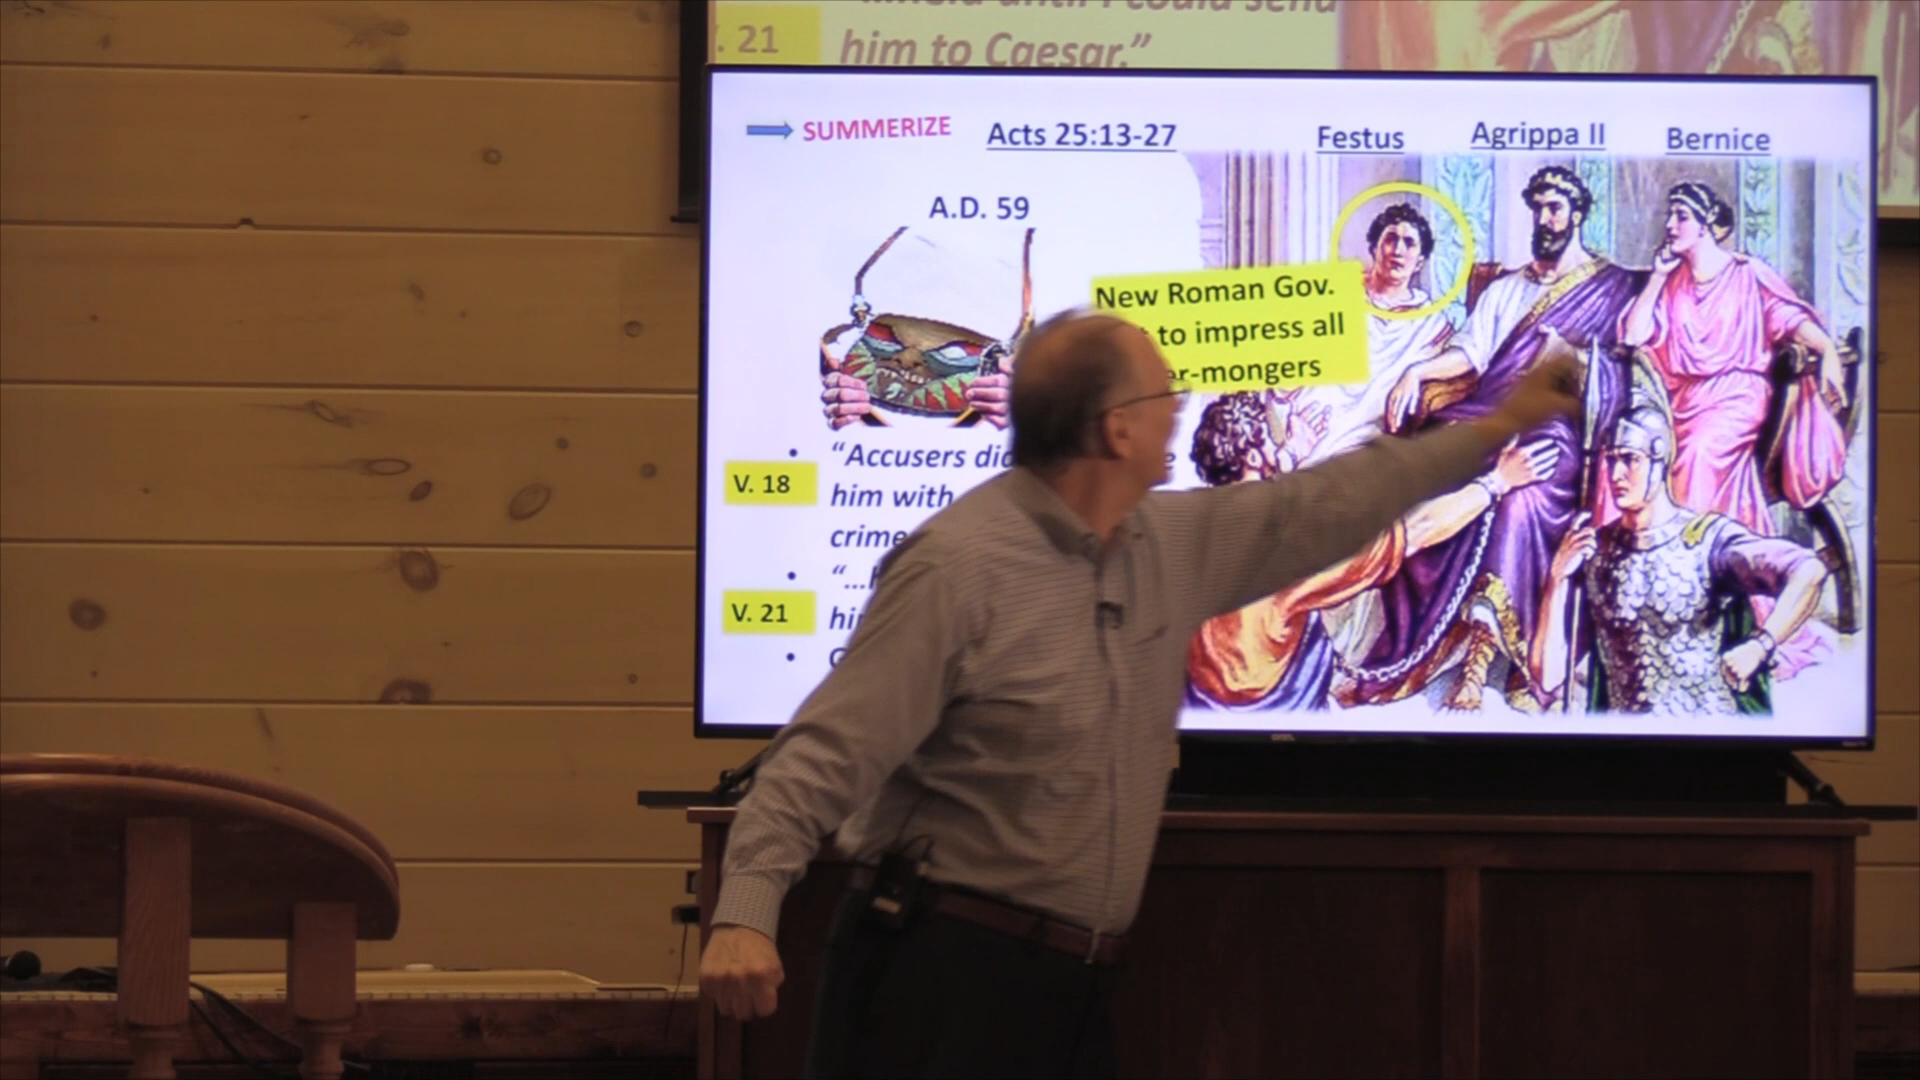 . 21
him to Caesar.”
SUMMERIZE
Acts 25:13-27
Festus
Agrippa II
Bernice
A.D. 59
New Roman Gov.
to impress all
-mongers
V. 18
• “Accusers did
him with
crime
• “...
V. 21
•